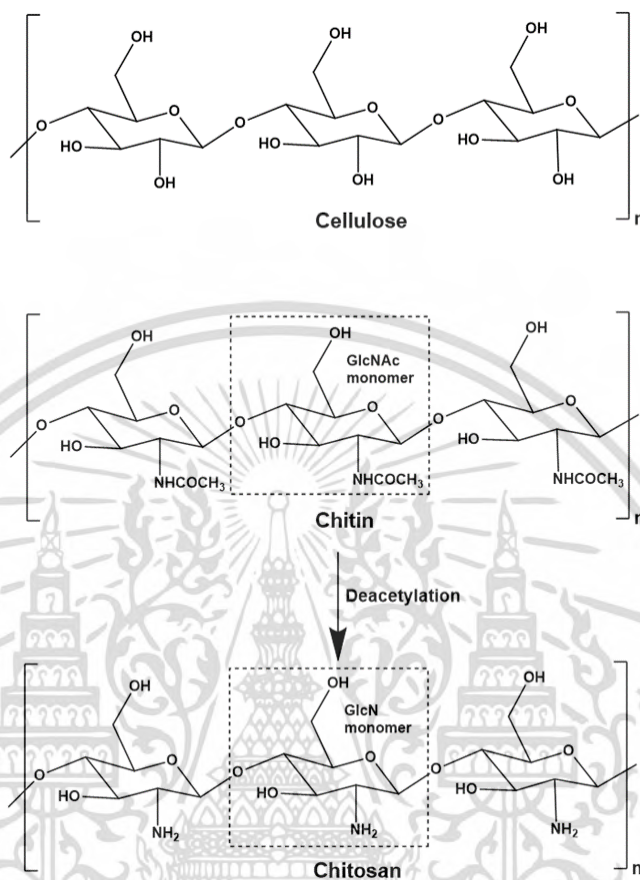 OH OH OH
O O O O O O
HO HO HO
OH OH OH
n
Cellulose
OH OH OH
GlcNAc
monomer
O O O O O O
HO HO HO
NHCOCH₃ NHCOCH₃ NHCOCH₃
n
Chitin
Deacetylation
OH OH OH
GlcN
monomer
O O O O O O
HO HO HO
NH₂ NH₂ NH₂
n
Chitosan